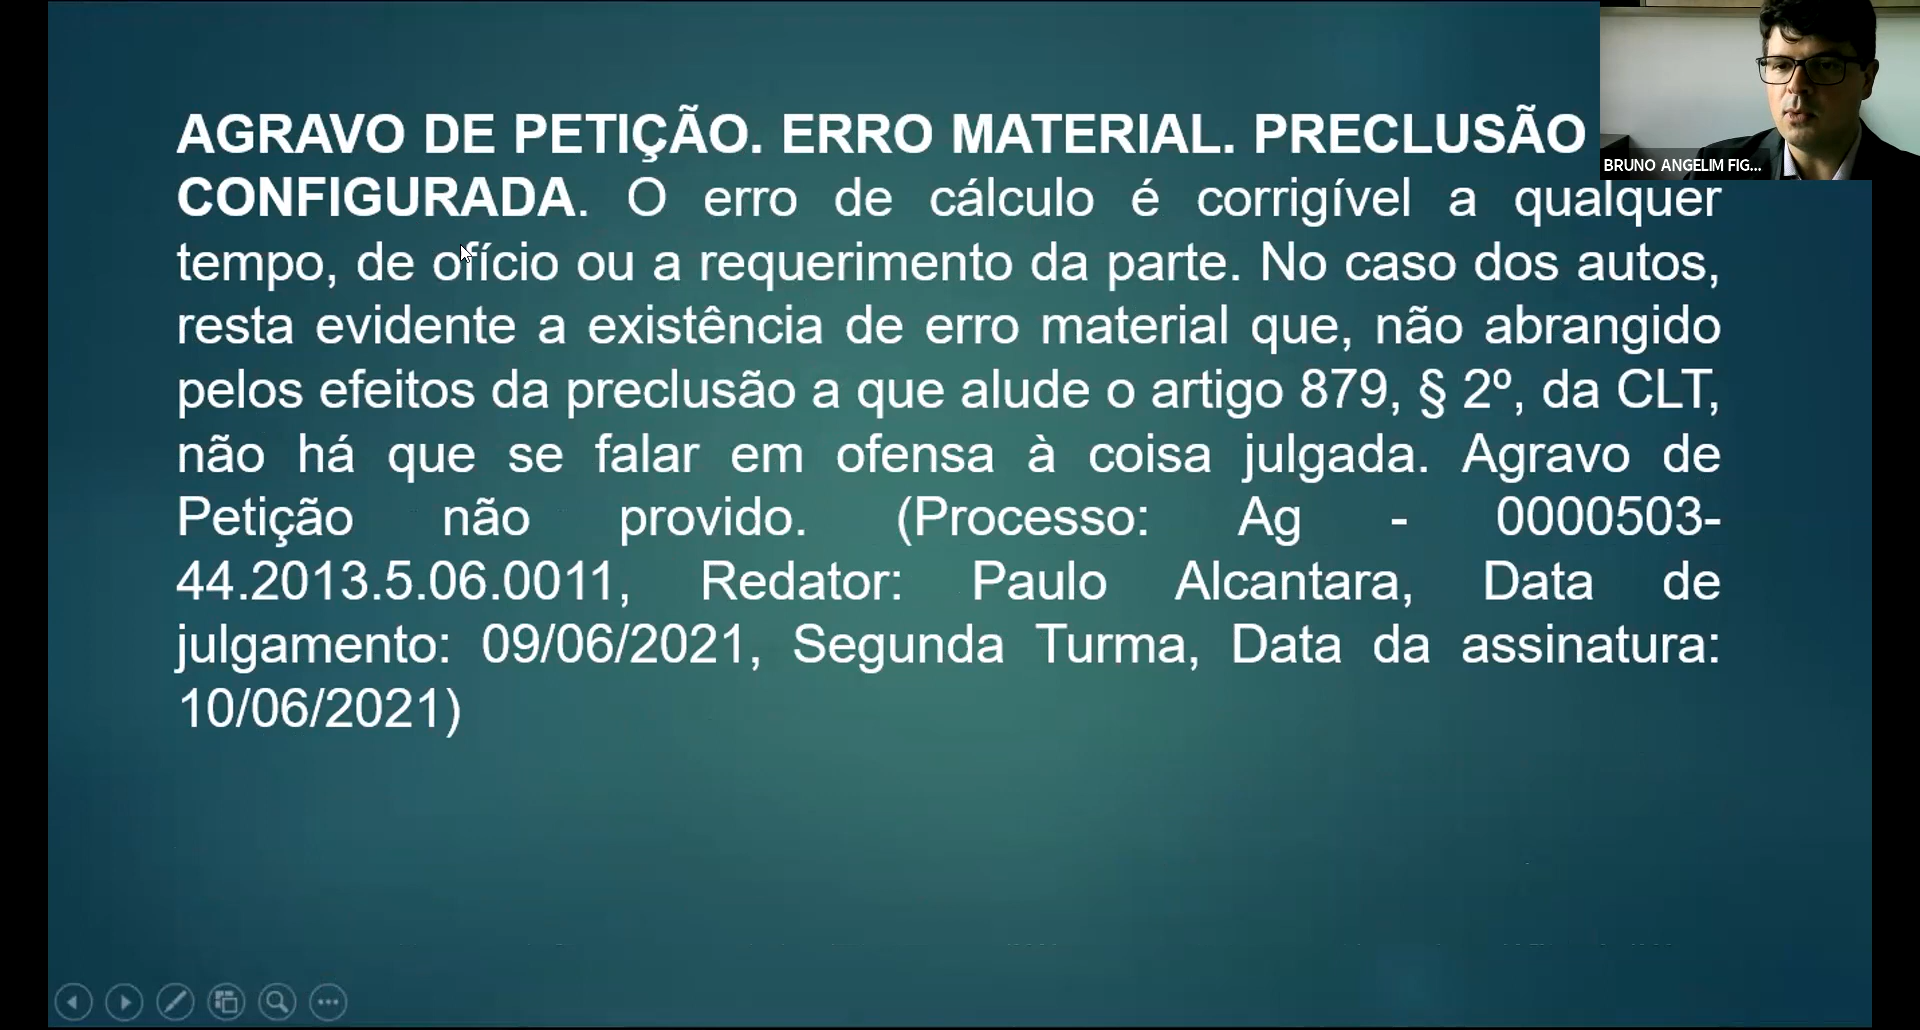 AGRAVO DE PETIÇÃO. ERRO MATERIAL. PRECLUSÃO
BRUNO ANGELIM FIG...
CONFIGURADA. O erro de cálculo é corrigível a qualquer
tempo, de ofício ou a requerimento da parte. No caso dos autos,
resta evidente a existência de erro material que, não abrangido
pelos efeitos da preclusão a que alude o artigo 879, § 2º, da CLT,
não há que se falar em ofensa à coisa julgada. Agravo de
Petição não provido. (Processo: Ag - 0000503-
44.2013.5.06.0011, Redator: Paulo Alcantara, Data de
julgamento: 09/06/2021, Segunda Turma, Data da assinatura:
10/06/2021)